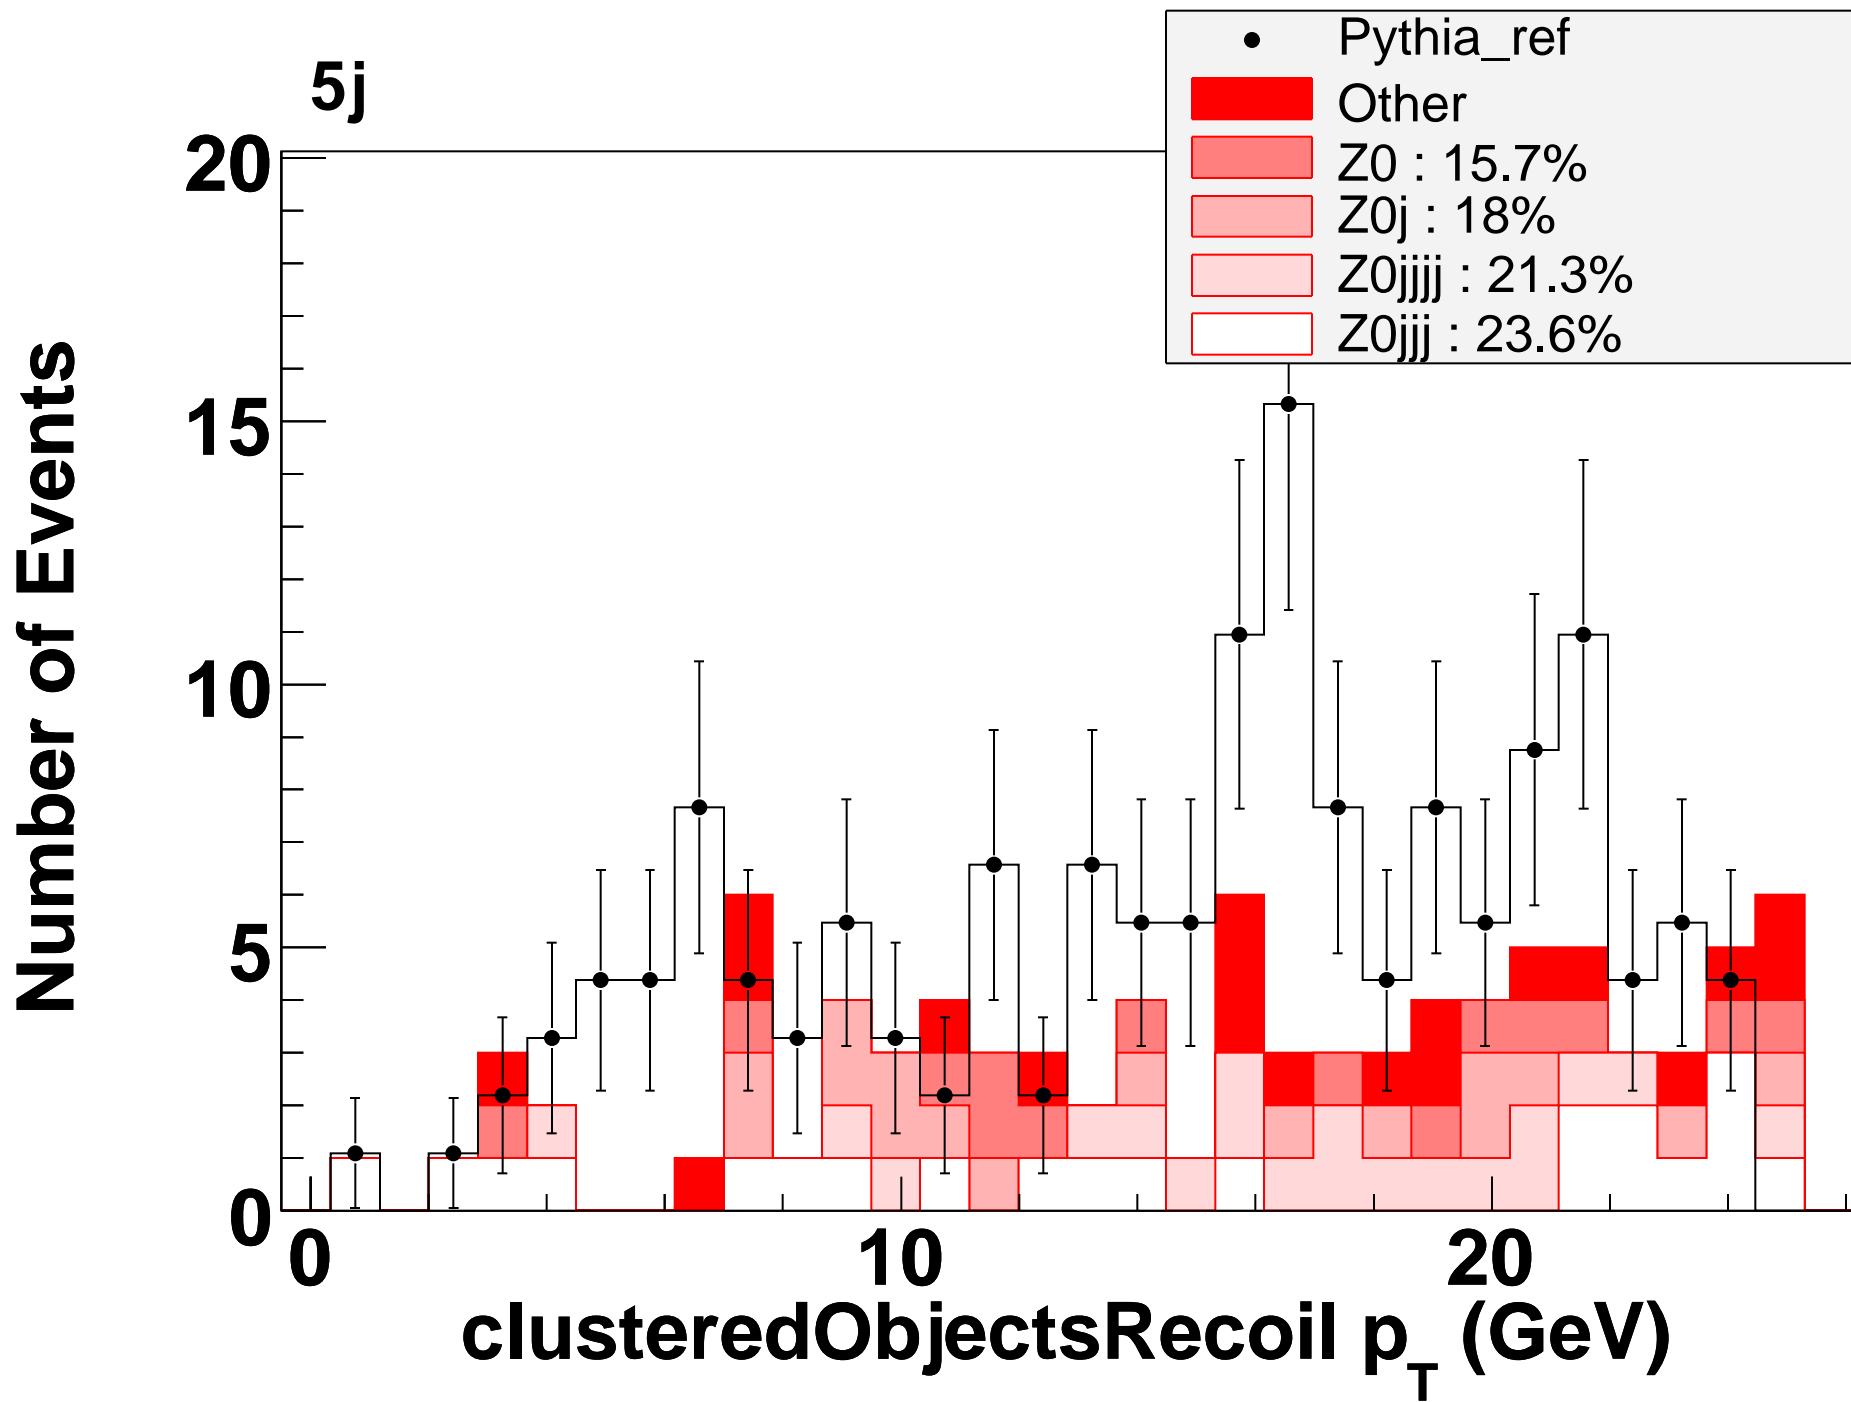 5j
Pythia_ref
Other
Z0 : 15.7%
Z0j : 18%
Z0jjjj : 21.3%
Z0jjj : 23.6%
Number of Events
20
15
10
5
0
0 10 20
clusteredObjectsRecoil p_T (GeV)